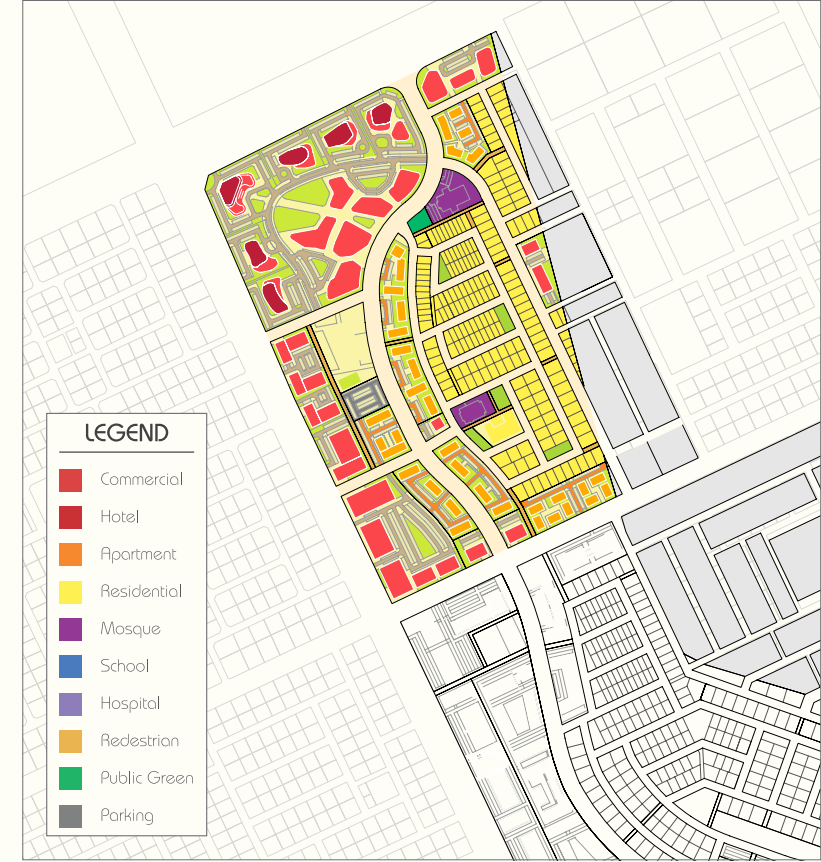 LEGEND
Commercial
Hotel
Apartment
Residential
Mosque
School
Hospital
Redestrian
Public Green
Parking